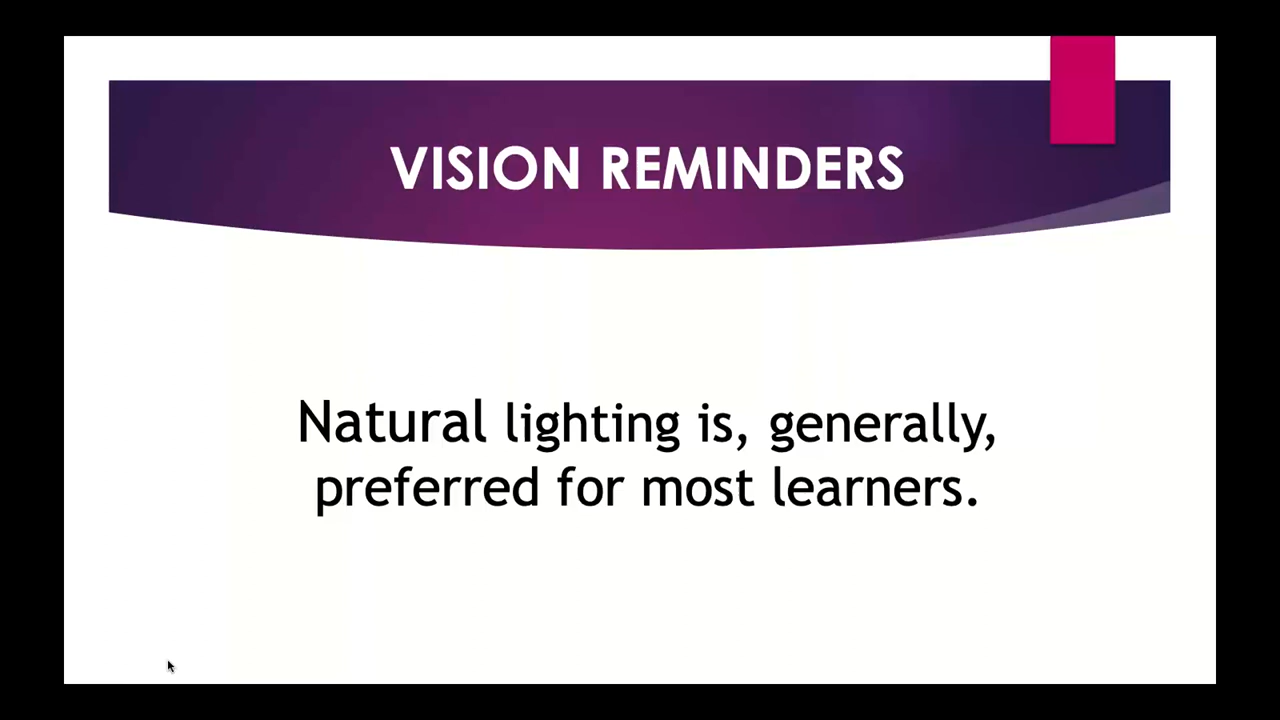 VISION REMINDERS
Natural lighting is, generally,
preferred for most learners.